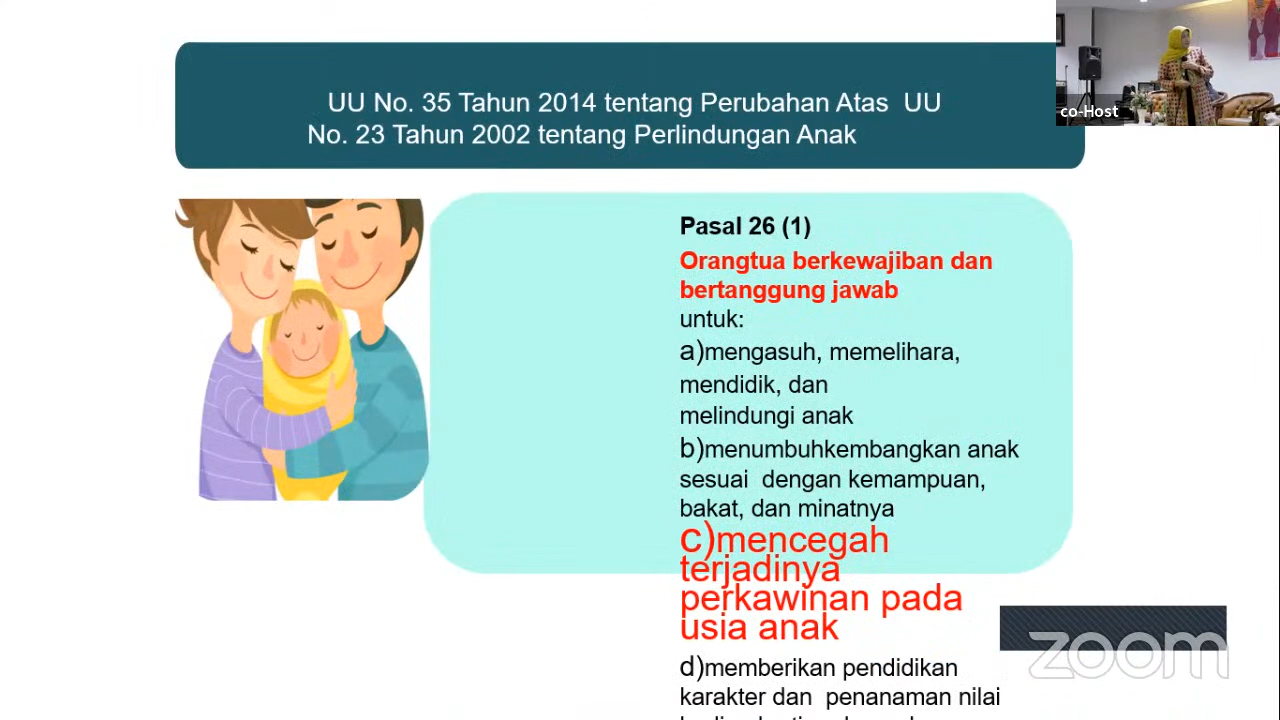 UU No. 35 Tahun 2014 tentang Perubahan Atas UU
No. 23 Tahun 2002 tentang Perlindungan Anak
co-Host
Pasal 26 (1)
Orangtua berkewajiban dan
bertanggung jawab
untuk:
a)mengasuh, memelihara,
mendidik, dan
melindungi anak
b)menumbuhkembangkan anak
sesuai dengan kemampuan,
bakat, dan minatnya
c)mencegah
terjadinya
perkawinan pada
usia anak
d)memberikan pendidikan
karakter dan penanaman nilai
zoom